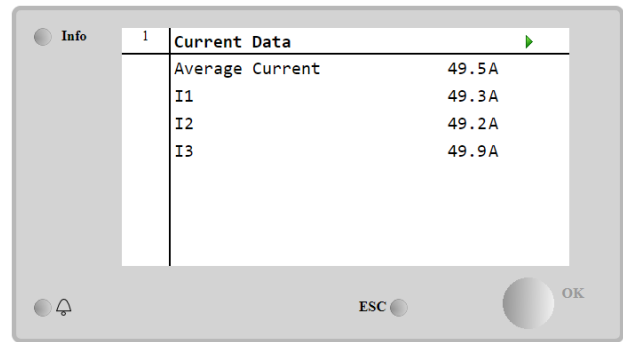 Info
1 Current Data
Average Current 49.5A
I1 49.3A
I2 49.2A
I3 49.9A
ESC
OK